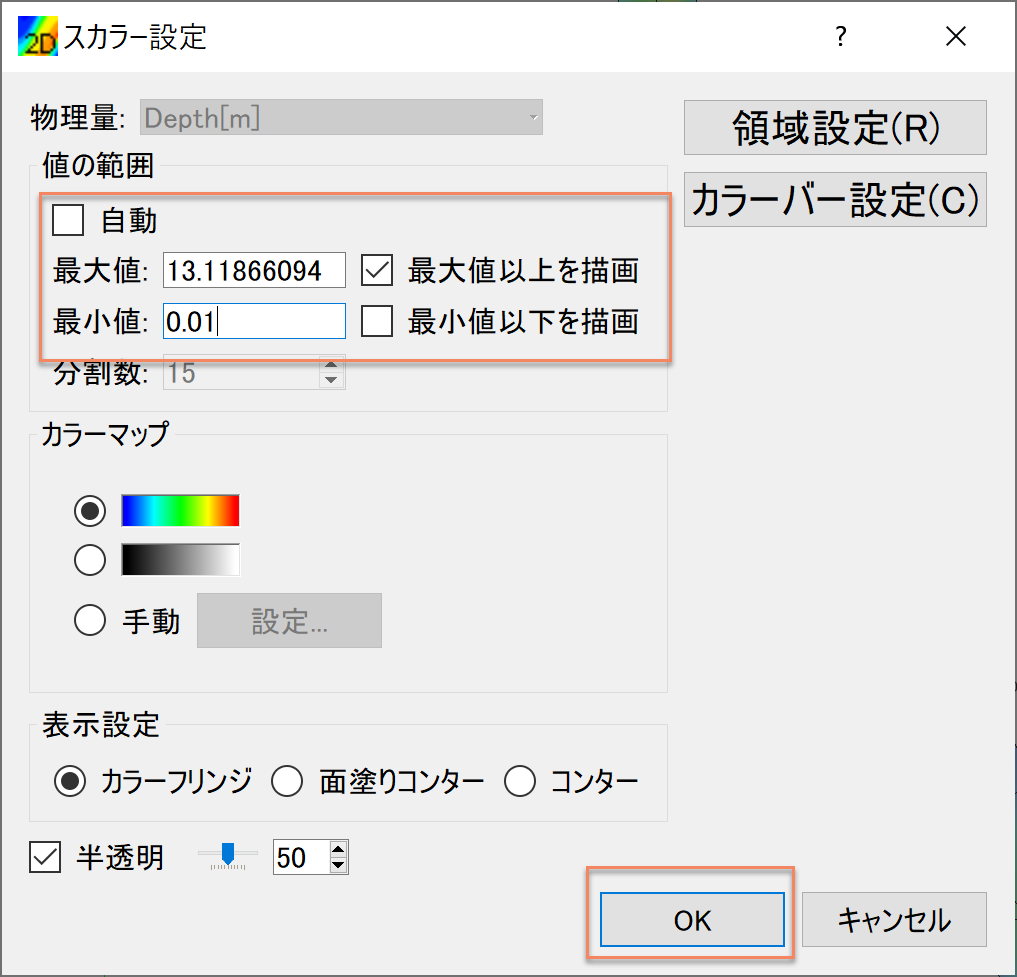 2D スカラー設定 ?
物理量: Depth[m]
領域設定(R)
値の範囲
カラーバー設定(C)
自動
最大値: 13.11866094 最大値以上を描画
最小値: 0.01 最小値以下を描画
分割数: 15
カラーマップ
手動 設定...
表示設定
カラーフリンジ 面塗りコンター コンター
半透明 50
OK キャンセル